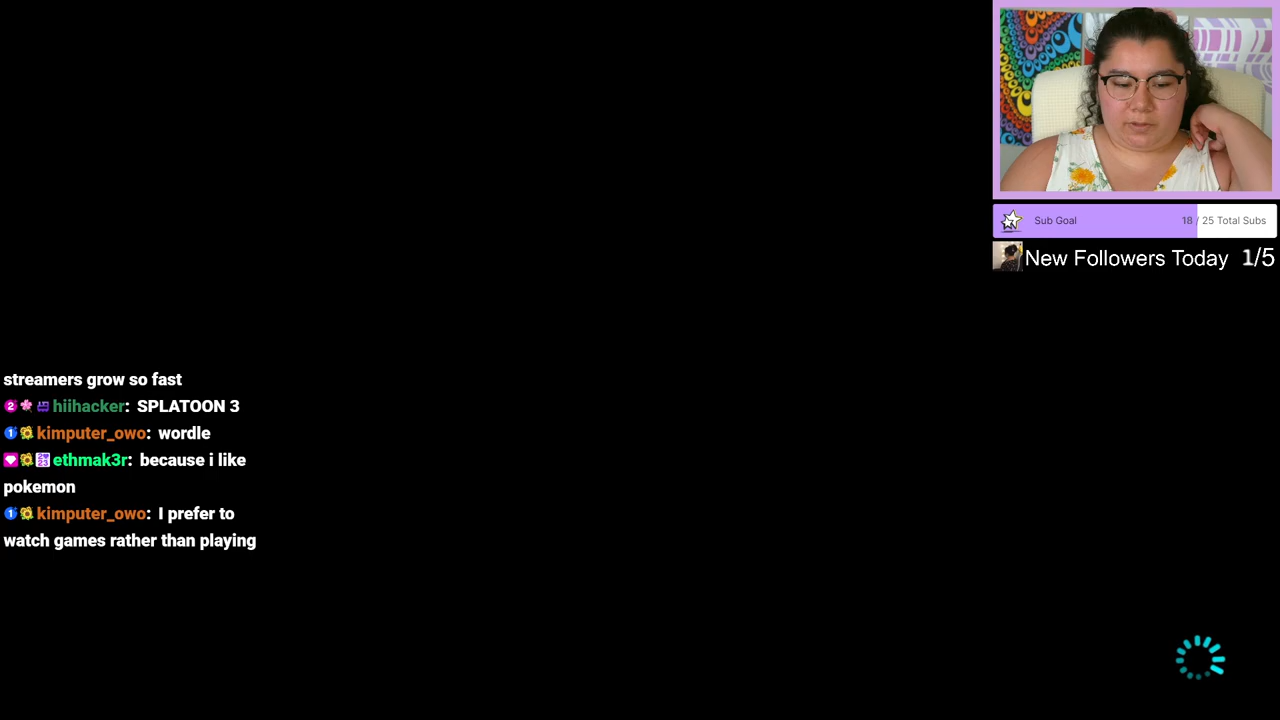 Sub Goal 18 / 25 Total Subs
New Followers Today 1/5
streamers grow so fast
hiihacker: SPLATOON 3
kimputer_owo: wordle
ethmak3r: because i like
pokemon
kimputer_owo: I prefer to
watch games rather than playing